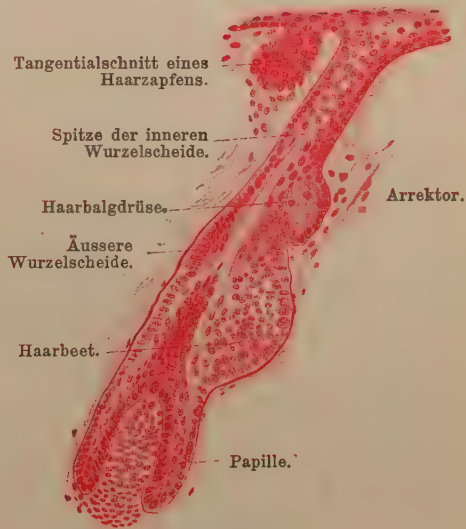 Tangentialschnitt eines
Haarzapfens.
Spitze der inneren
Wurzelscheide.
Haarbalgdrüse.
Arrektor.
Äussere
Wurzelscheide.
Haarbeet.
Papille.